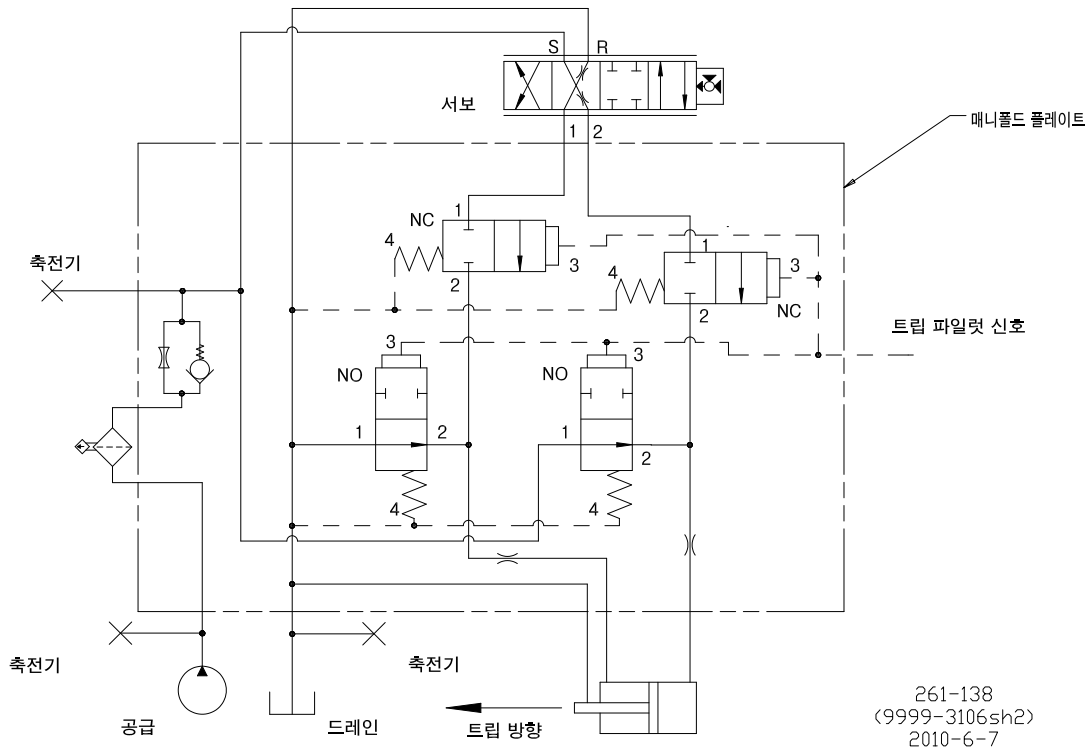 S R
서보
1 2
매니폴드 플레이트
NC
1
4
3
2
1
4
3
2
NC
축전기
트립 파일럿 신호
3
NO
1
2
4
3
NO
1
2
4
축전기
축전기
공급
드레인
트립 방향
261-138
(9999-3106sh2)
2010-6-7